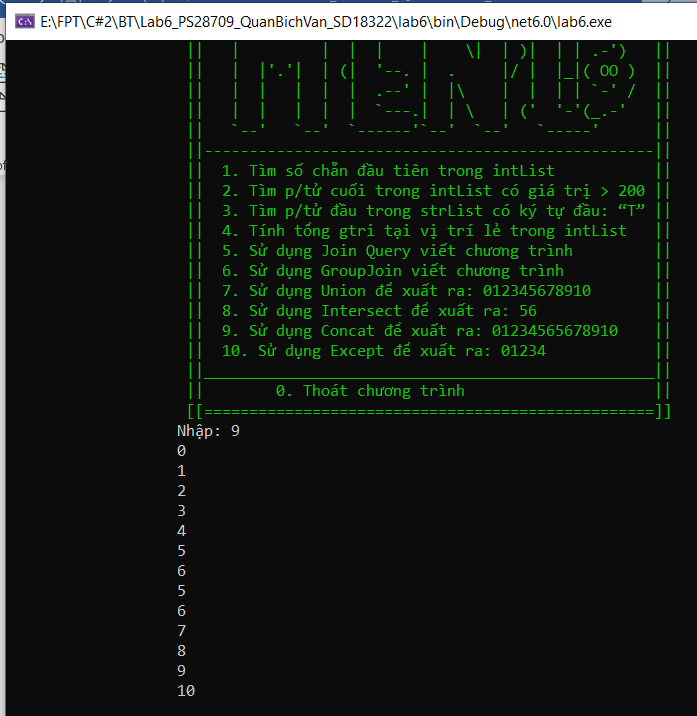 E:\FPT\C#2\BT\Lab6_PS28709_QuanBichVan_SD18322\lab6\bin\Debug\net6.0\lab6.exe
1. Tìm số chẵn đầu tiên trong intList
2. Tìm p/tử cuối trong intList có giá trị > 200
3. Tìm p/tử đầu trong strList có ký tự đầu: “T”
4. Tính tổng gtri tại vị trí lẻ trong intList
5. Sử dụng Join Query viết chương trình
6. Sử dụng GroupJoin viết chương trình
7. Sử dụng Union để xuất ra: 012345678910
8. Sử dụng Intersect để xuất ra: 56
9. Sử dụng Concat để xuất ra: 01234565678910
10. Sử dụng Except để xuất ra: 01234
0. Thoát chương trình
Nhập: 9
0
1
2
3
4
5
6
5
6
7
8
9
10